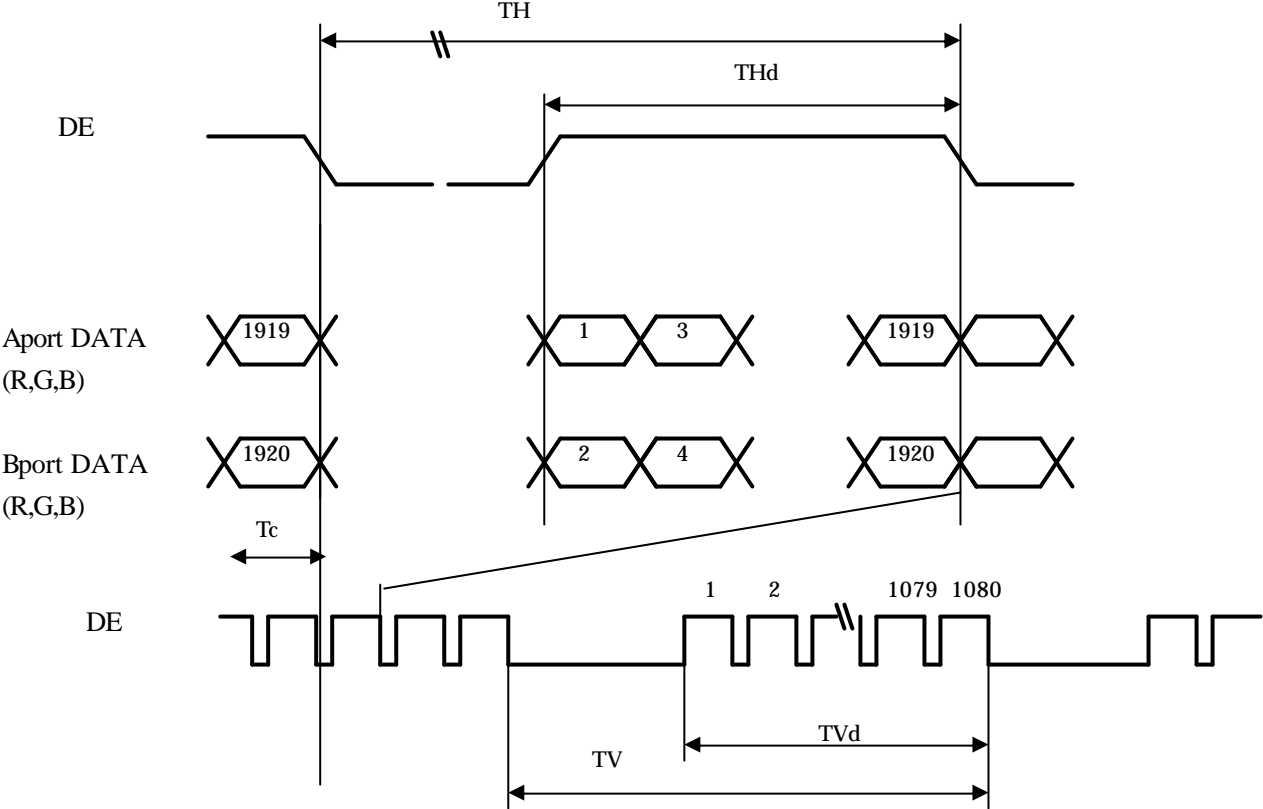 TH
THd
DE
Aport DATA
(R,G,B)
1919
1
3
1919
Bport DATA
(R,G,B)
1920
2
4
1920
Tc
DE
1
2
1079
1080
TVd
TV